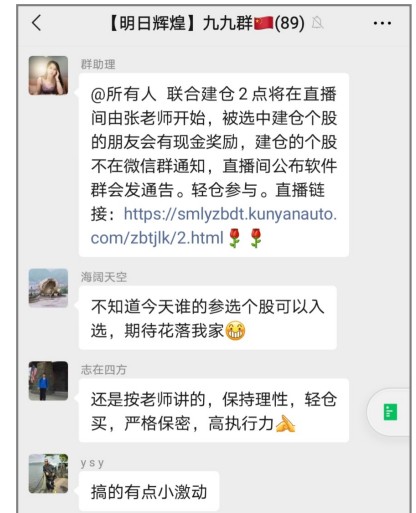 【明日辉煌】九九群🇨🇳(89)
群助理
@所有人 联合建仓2点将在直播
间由张老师开始，被选中建仓个股
的朋友会有现金奖励，建仓的个股
不在微信群通知，直播间公布软件
群会发通告。轻仓参与。直播链
接：https://smlyzbdt.kunyanauto.
com/zbtjlk/2.html🌹🌹
海阔天空
不知道今天谁的参选个股可以入
选，期待花落我家😁
志在四方
还是按老师讲的，保持理性，轻仓
买，严格保密，高执行力💪
y s y
搞的有点小激动